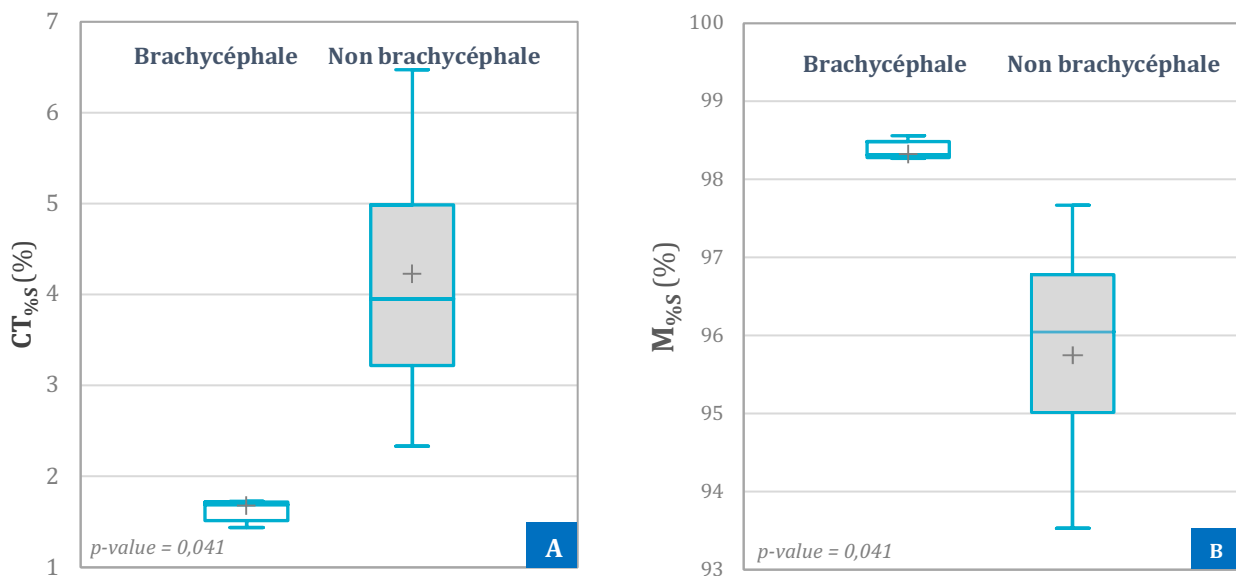 7
6
5
4
3
2
1
CT%s (%)
Brachycéphale Non brachycéphale
p-value = 0,041
A
100
99
98
97
96
95
94
93
M%s (%)
Brachycéphale Non brachycéphale
p-value = 0,041
B